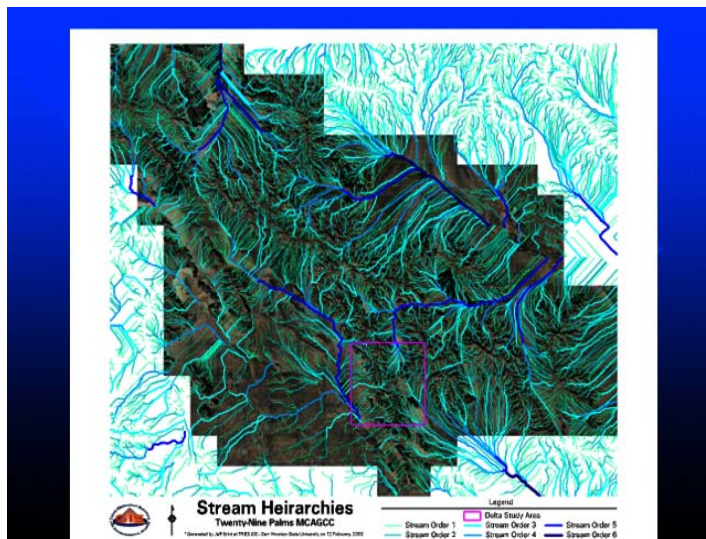 Stream Heirarchies
Twenty-Nine Palms MCAGCC
Legend
Delta Study Area
Stream Order 1
Stream Order 2
Stream Order 3
Stream Order 4
Stream Order 5
Stream Order 6